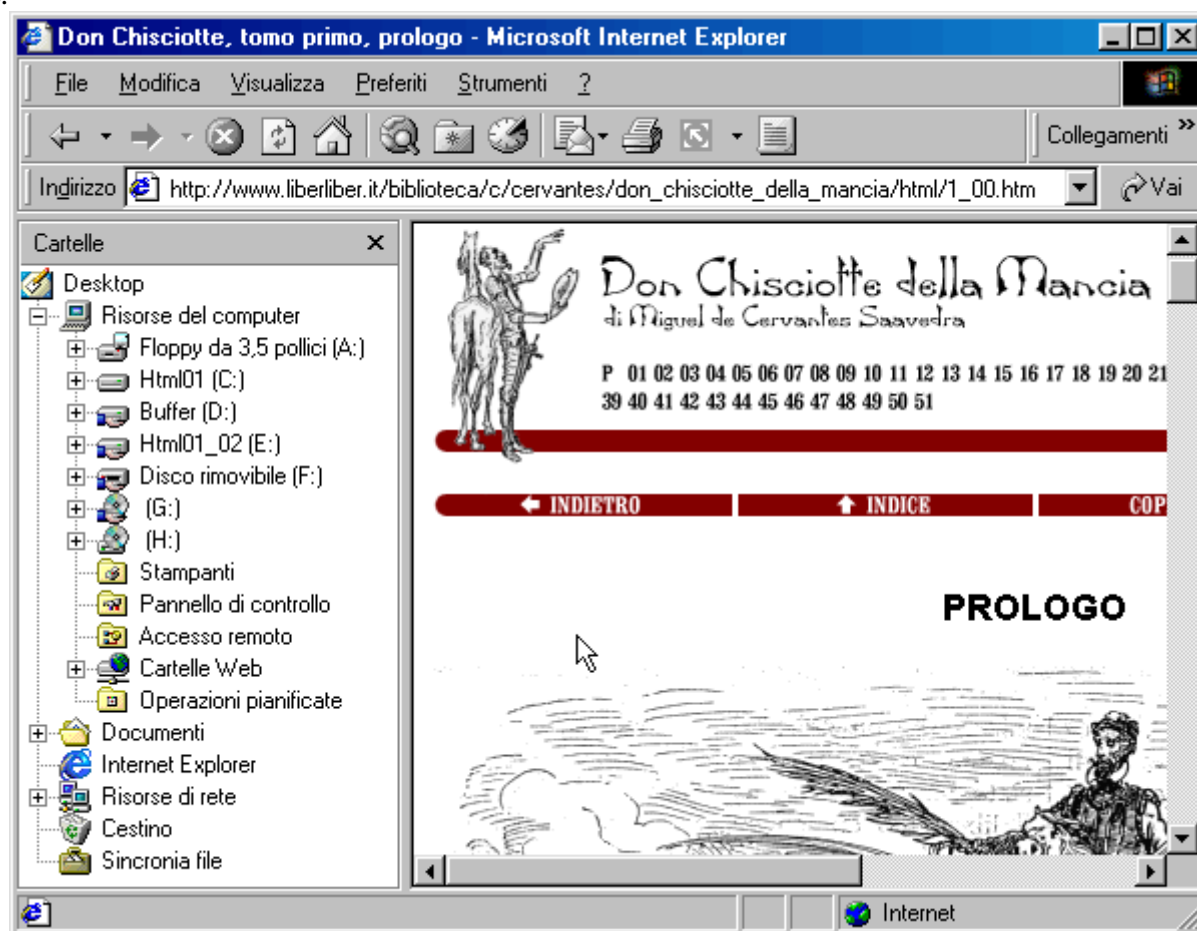 Don Chisciotte, tomo primo, prologo - Microsoft Internet Explorer
File Modifica Visualizza Preferiti Strumenti ?
Collegamenti »
Indirizzo http://www.liberliber.it/biblioteca/c/cervantes/don_chisciotte_della_mancia/html/1_00.htm Vai
Cartelle
Desktop
Risorse del computer
Floppy da 3,5 pollici (A:)
Html01 (C:)
Buffer (D:)
Html01_02 (E:)
Disco rimovibile (F:)
(G:)
(H:)
Stampanti
Pannello di controllo
Accesso remoto
Cartelle Web
Operazioni pianificate
Documenti
Internet Explorer
Risorse di rete
Cestino
Sincronia file
Don Chisciotte della Mancia
di Miguel de Cervantes Saavedra
P 01 02 03 04 05 06 07 08 09 10 11 12 13 14 15 16 17 18 19 20 21
39 40 41 42 43 44 45 46 47 48 49 50 51
INDIETRO INDICE COP
PROLOGO
Internet